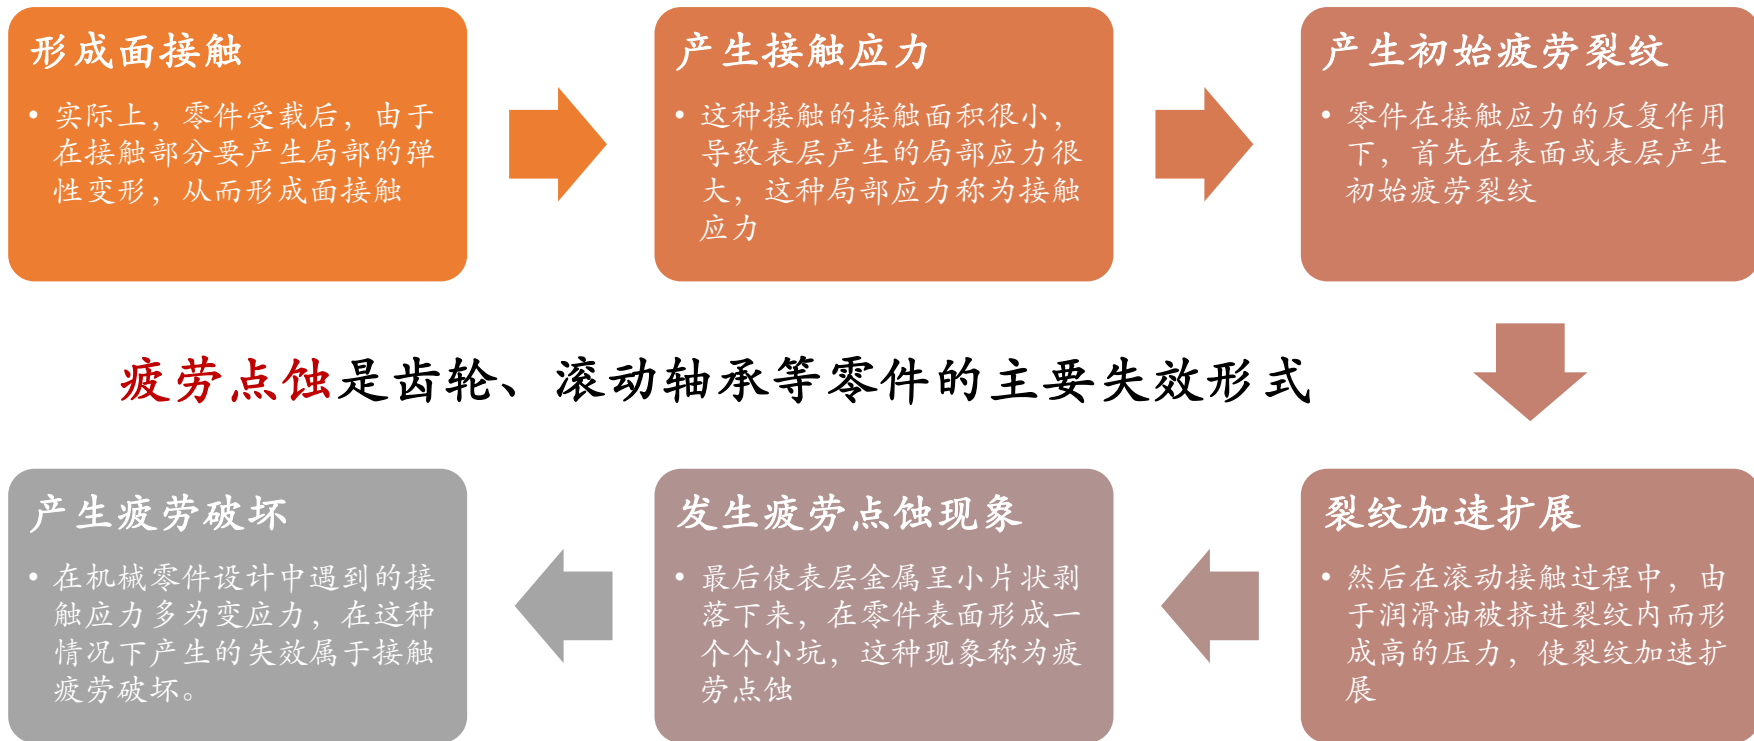 形成面接触
• 实际上，零件受载后，由于
在接触部分要产生局部的弹
性变形，从而形成面接触
产生接触应力
• 这种接触的接触面积很小，
导致表层产生的局部应力很
大，这种局部应力称为接触
应力
产生初始疲劳裂纹
• 零件在接触应力的反复作用
下，首先在表面或表层产生
初始疲劳裂纹
疲劳点蚀是齿轮、滚动轴承等零件的主要失效形式
裂纹加速扩展
• 然后在滚动接触过程中，由
于润滑油被挤进裂纹内而形
成高的压力，使裂纹加速扩
展
发生疲劳点蚀现象
• 最后使表层金属呈小片状剥
落下来，在零件表面形成一
个个小坑，这种现象称为疲
劳点蚀
产生疲劳破坏
• 在机械零件设计中遇到的接
触应力多为变应力，在这种
情况下产生的失效属于接触
疲劳破坏。